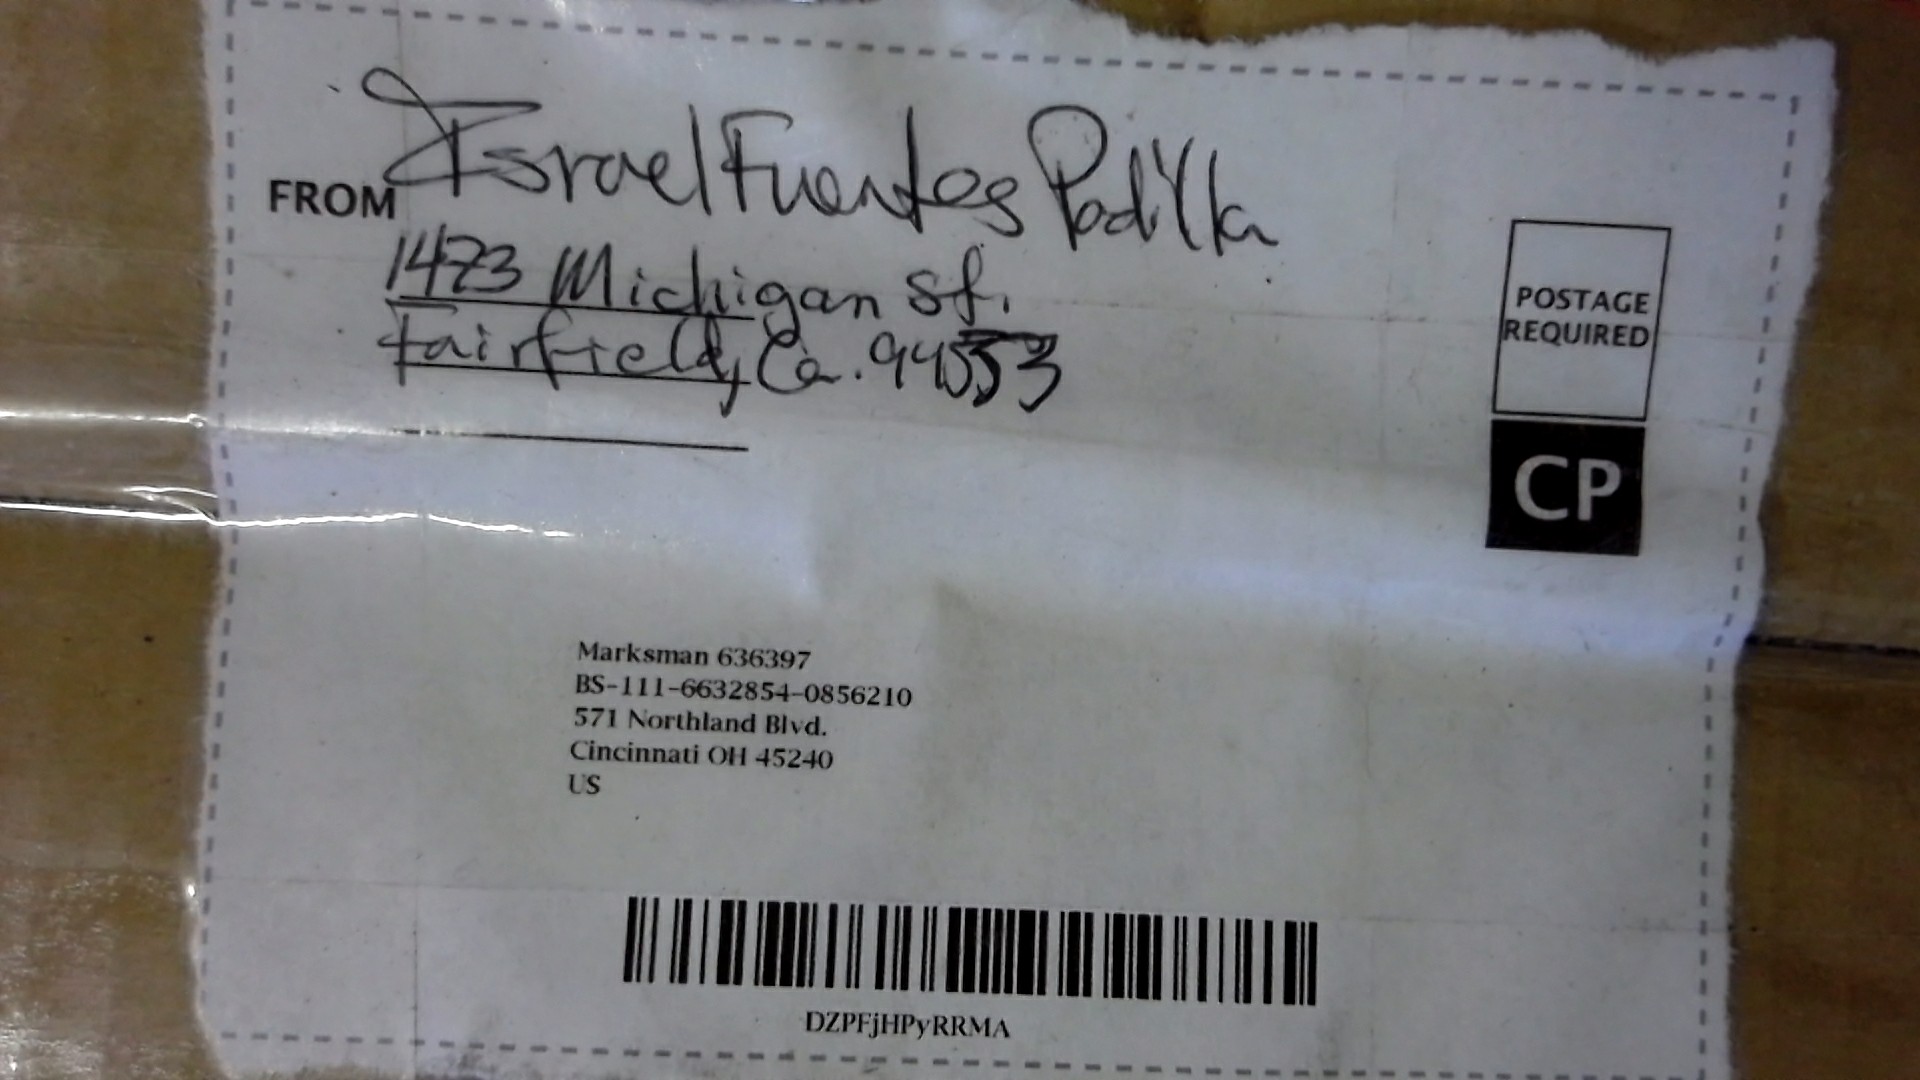 Israel Fuentes Padilla
FROM
1473 Michigan St.
Fairfield, Ca. 94533
POSTAGE
REQUIRED
CP
Marksman 636397
BS-111-6632854-0856210
571 Northland Blvd.
Cincinnati OH 45240
US
DZPFjHPyRRMA